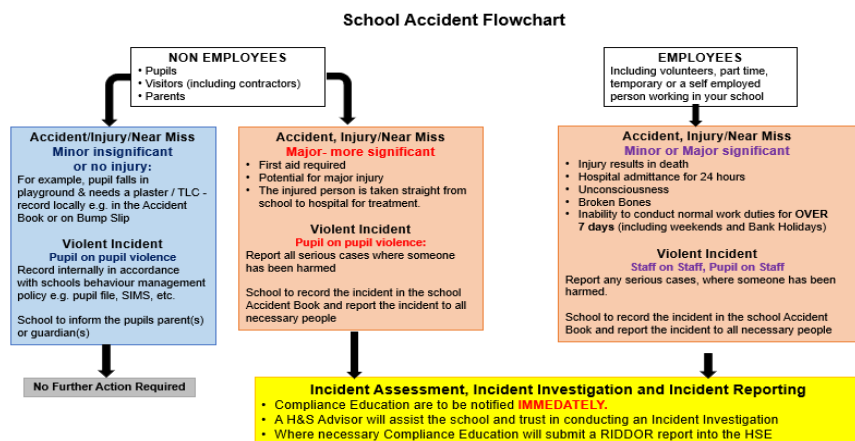 School Accident Flowchart
NON EMPLOYEES
• Pupils
• Visitors (including contractors)
• Parents
EMPLOYEES
Including volunteers, part time,
temporary or a self employed
person working in your school
Accident/Injury/Near Miss
Minor insignificant
or no injury:
For example, pupil falls in
playground & needs a plaster / TLC -
record locally e.g. in the Accident
Book or on Bump Slip
Violent Incident
Pupil on pupil violence
Record internally in accordance
with schools behaviour management
policy e.g. pupil file, SIMS, etc.
School to inform the pupils parent(s)
or guardian(s)
No Further Action Required
Accident, Injury/Near Miss
Major- more significant
• First aid required
• Potential for major injury
• The injured person is taken straight from
school to hospital for treatment.
Violent Incident
Pupil on pupil violence:
Report all serious cases where someone
has been harmed
School to record the incident in the school
Accident Book and report the incident to all
necessary people
Accident, Injury/Near Miss
Minor or Major significant
• Injury results in death
• Hospital admittance for 24 hours
• Unconsciousness
• Broken Bones
• Inability to conduct normal work duties for OVER
7 days (including weekends and Bank Holidays)
Violent Incident
Staff on Staff, Pupil on Staff
Report any serious cases, where someone has been
harmed.
School to record the incident in the school Accident
Book and report the incident to all necessary people
Incident Assessment, Incident Investigation and Incident Reporting
• Compliance Education are to be notified IMMEDATELY.
• A H&S Advisor will assist the school and trust in conducting an Incident Investigation
• Where necessary Compliance Education will submit a RIDDOR report into the HSE